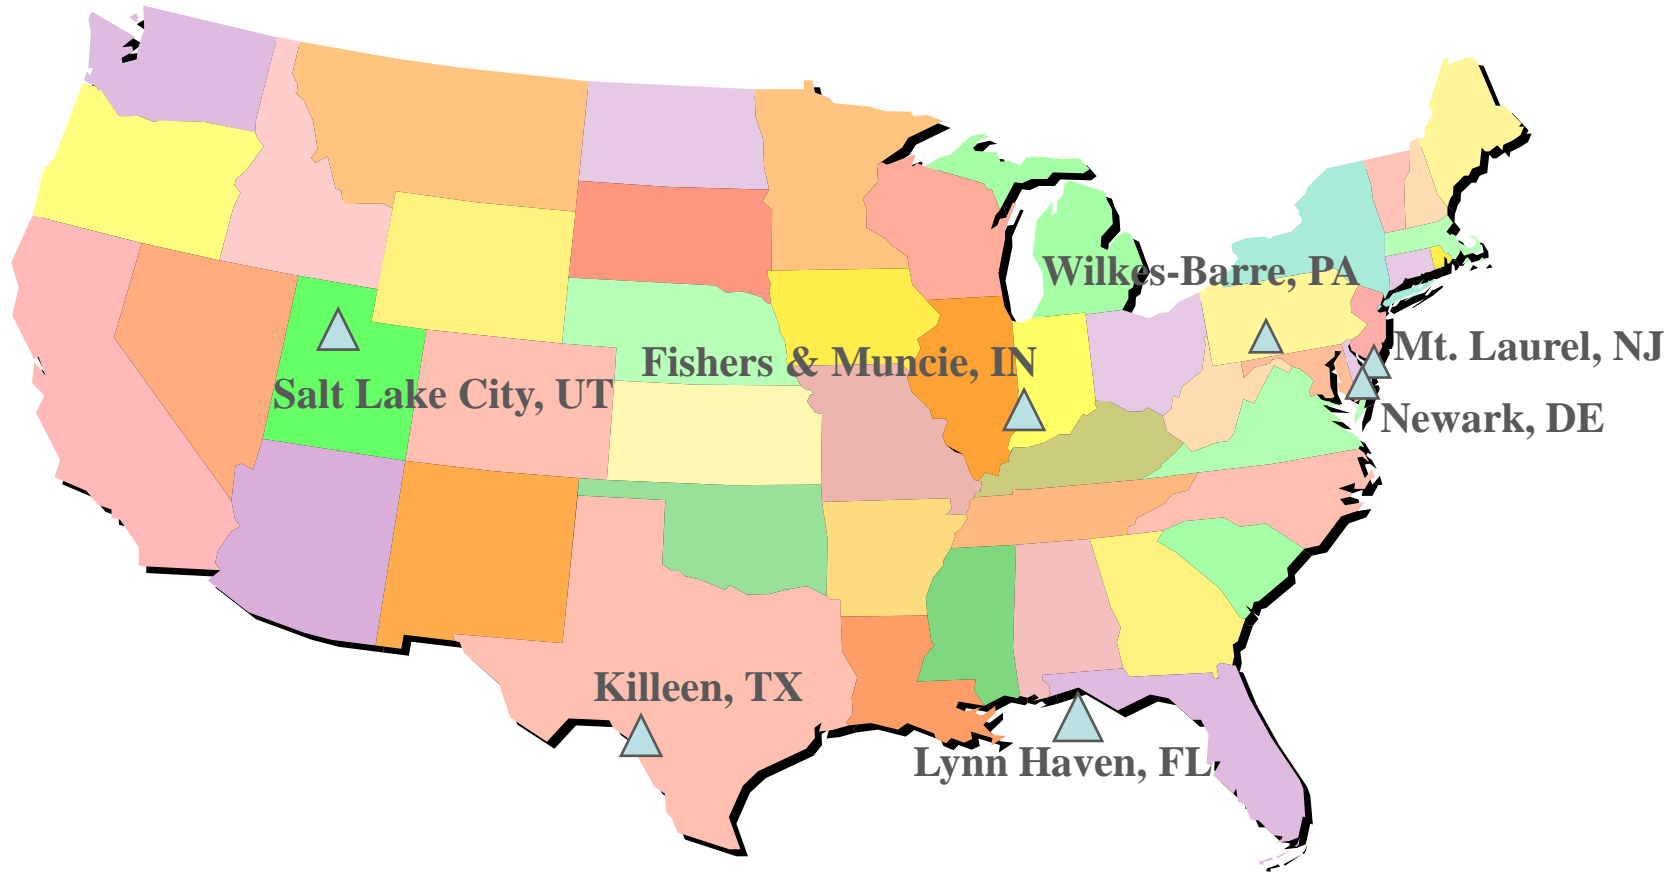 Wilkes-Barre, PA
Mt. Laurel, NJ
Fishers & Muncie, IN
Salt Lake City, UT
Newark, DE
Killeen, TX
Lynn Haven, FL